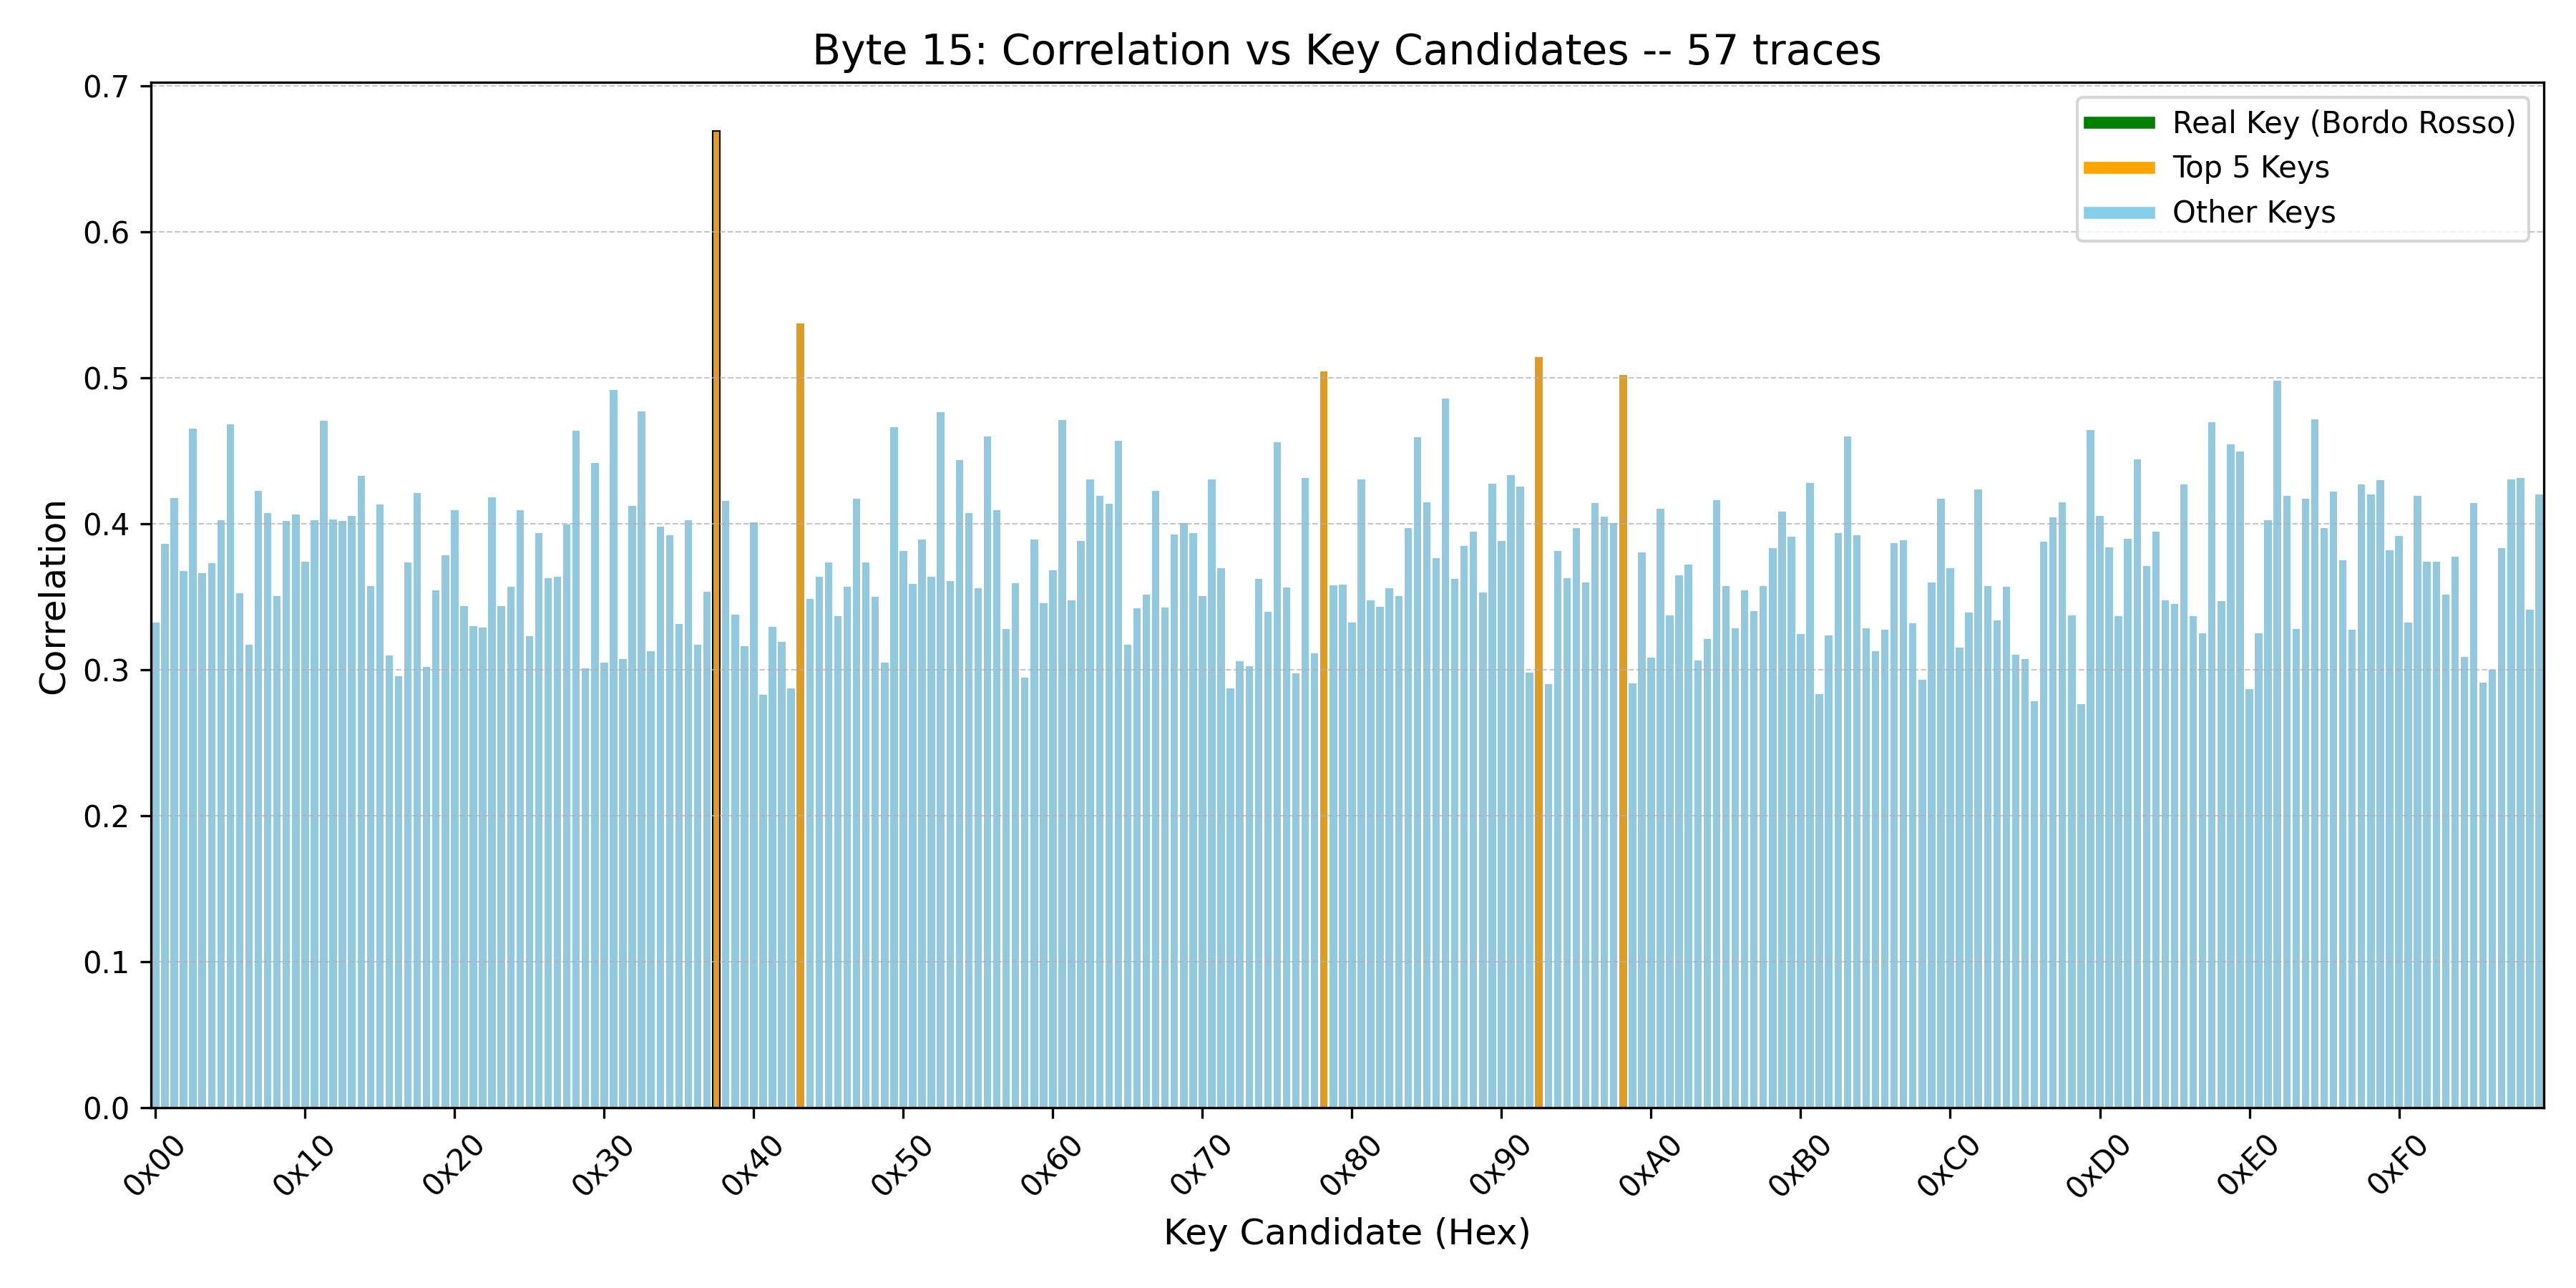 Byte 15: Correlation vs Key Candidates -- 57 traces
Real Key (Bordo Rosso)
Top 5 Keys
Other Keys
Correlation
0.7
0.6
0.5
0.4
0.3
0.2
0.1
0.0
0x00 0x10 0x20 0x30 0x40 0x50 0x60 0x70 0x80 0x90 0xA0 0xB0 0xC0 0xD0 0xE0 0xF0
Key Candidate (Hex)